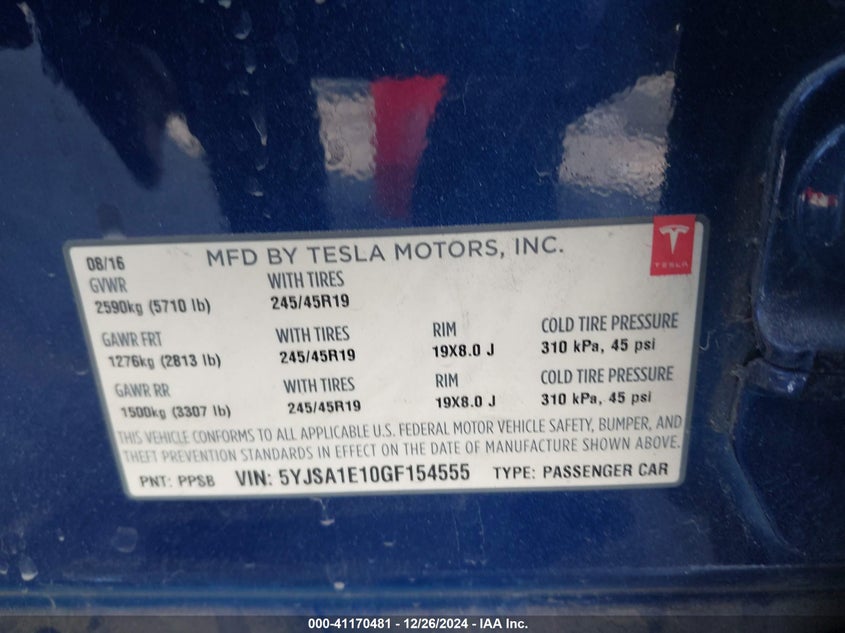 08/16 MFD BY TESLA MOTORS, INC.
TESLA
GVWR WITH TIRES
2590kg (5710 lb) 245/45R19
GAWR FRT WITH TIRES RIM COLD TIRE PRESSURE
1276kg (2813 lb) 245/45R19 19X8.0 J 310 kPa, 45 psi
GAWR RR WITH TIRES RIM COLD TIRE PRESSURE
1500kg (3307 lb) 245/45R19 19X8.0 J 310 kPa, 45 psi
THIS VEHICLE CONFORMS TO ALL APPLICABLE U.S. FEDERAL MOTOR VEHICLE SAFETY, BUMPER, AND
THEFT PREVENTION STANDARDS IN EFFECT ON THE DATE OF MANUFACTURE SHOWN ABOVE.
PNT: PPSB VIN: 5YJSA1E10GF154555 TYPE: PASSENGER CAR
000-41170481 - 12/26/2024 - IAA Inc.